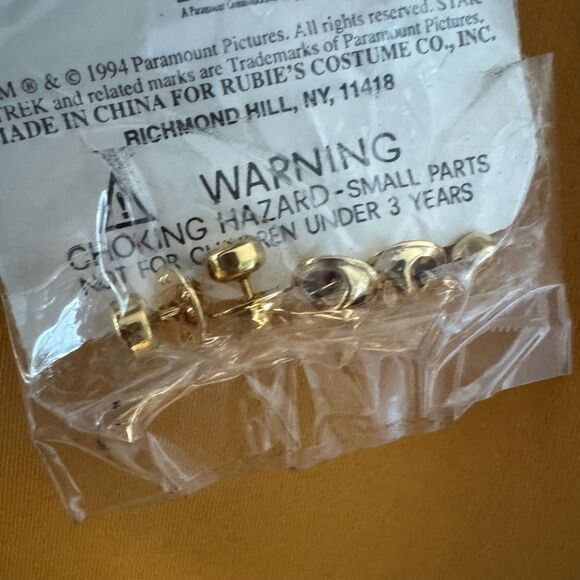 A Paramount
M ® & © 1994 Paramount Pictures. All rights reserved. STAR
TREK and related marks are Trademarks of Paramount Pictures.
MADE IN CHINA FOR RUBIE'S COSTUME CO., INC.
RICHMOND HILL, NY, 11418
WARNING
CHOKING HAZARD-SMALL PARTS
NOT FOR CHILDREN UNDER 3 YEARS